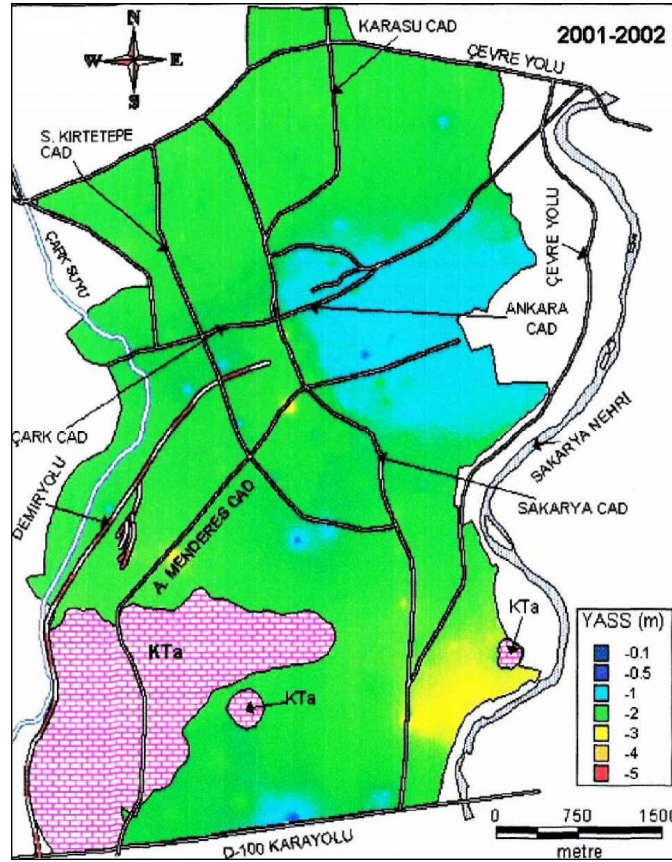 N
W E
S
KARASU CAD
2001-2002
ÇEVRE YOLU
S. KIRTETEPE
CAD
ÇARK SUYU
ÇEVRE YOLU
ANKARA
CAD
ÇARK CAD
SAKARYA NEHRİ
DEMİRYOLU
SAKARYA CAD
A. MENDERES CAD
KTa
KTa
KTa
YASS (m)
-0.1
-0.5
-1
-2
-3
-4
-5
0 750 1500
metre
D-100 KARAYOLU